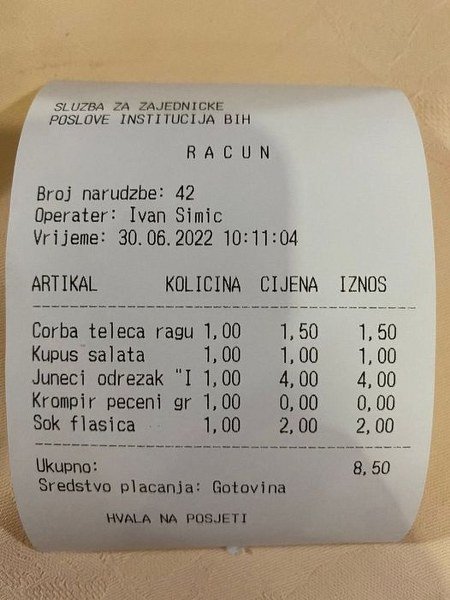 SLUZBA ZA ZAJEDNICKE
POSLOVE INSTITUCIJA BIH
R A C U N
Broj narudzbe: 42
Operater: Ivan Simic
Vrijeme: 30.06.2022 10:11:04
ARTIKAL KOLICINA CIJENA IZNOS
Corba teleca ragu 1,00 1,50 1,50
Kupus salata 1,00 1,00 1,00
Juneci odrezak "I 1,00 4,00 4,00
Krompir peceni gr 1,00 0,00 0,00
Sok flasica 1,00 2,00 2,00
Ukupno: 8,50
Sredstvo placanja: Gotovina
HVALA NA POSJETI